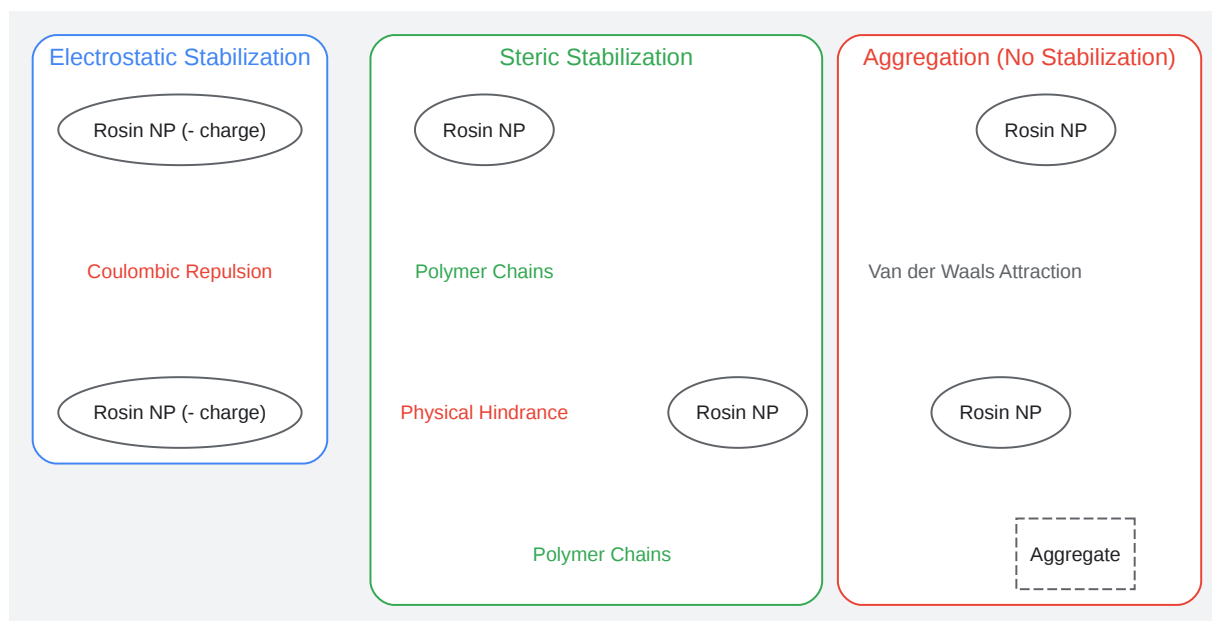 Electrostatic Stabilization
Rosin NP (- charge)
Coulombic Repulsion
Rosin NP (- charge)
Steric Stabilization
Rosin NP
Polymer Chains
Physical Hindrance
Rosin NP
Polymer Chains
Aggregation (No Stabilization)
Rosin NP
Van der Waals Attraction
Rosin NP
Aggregate